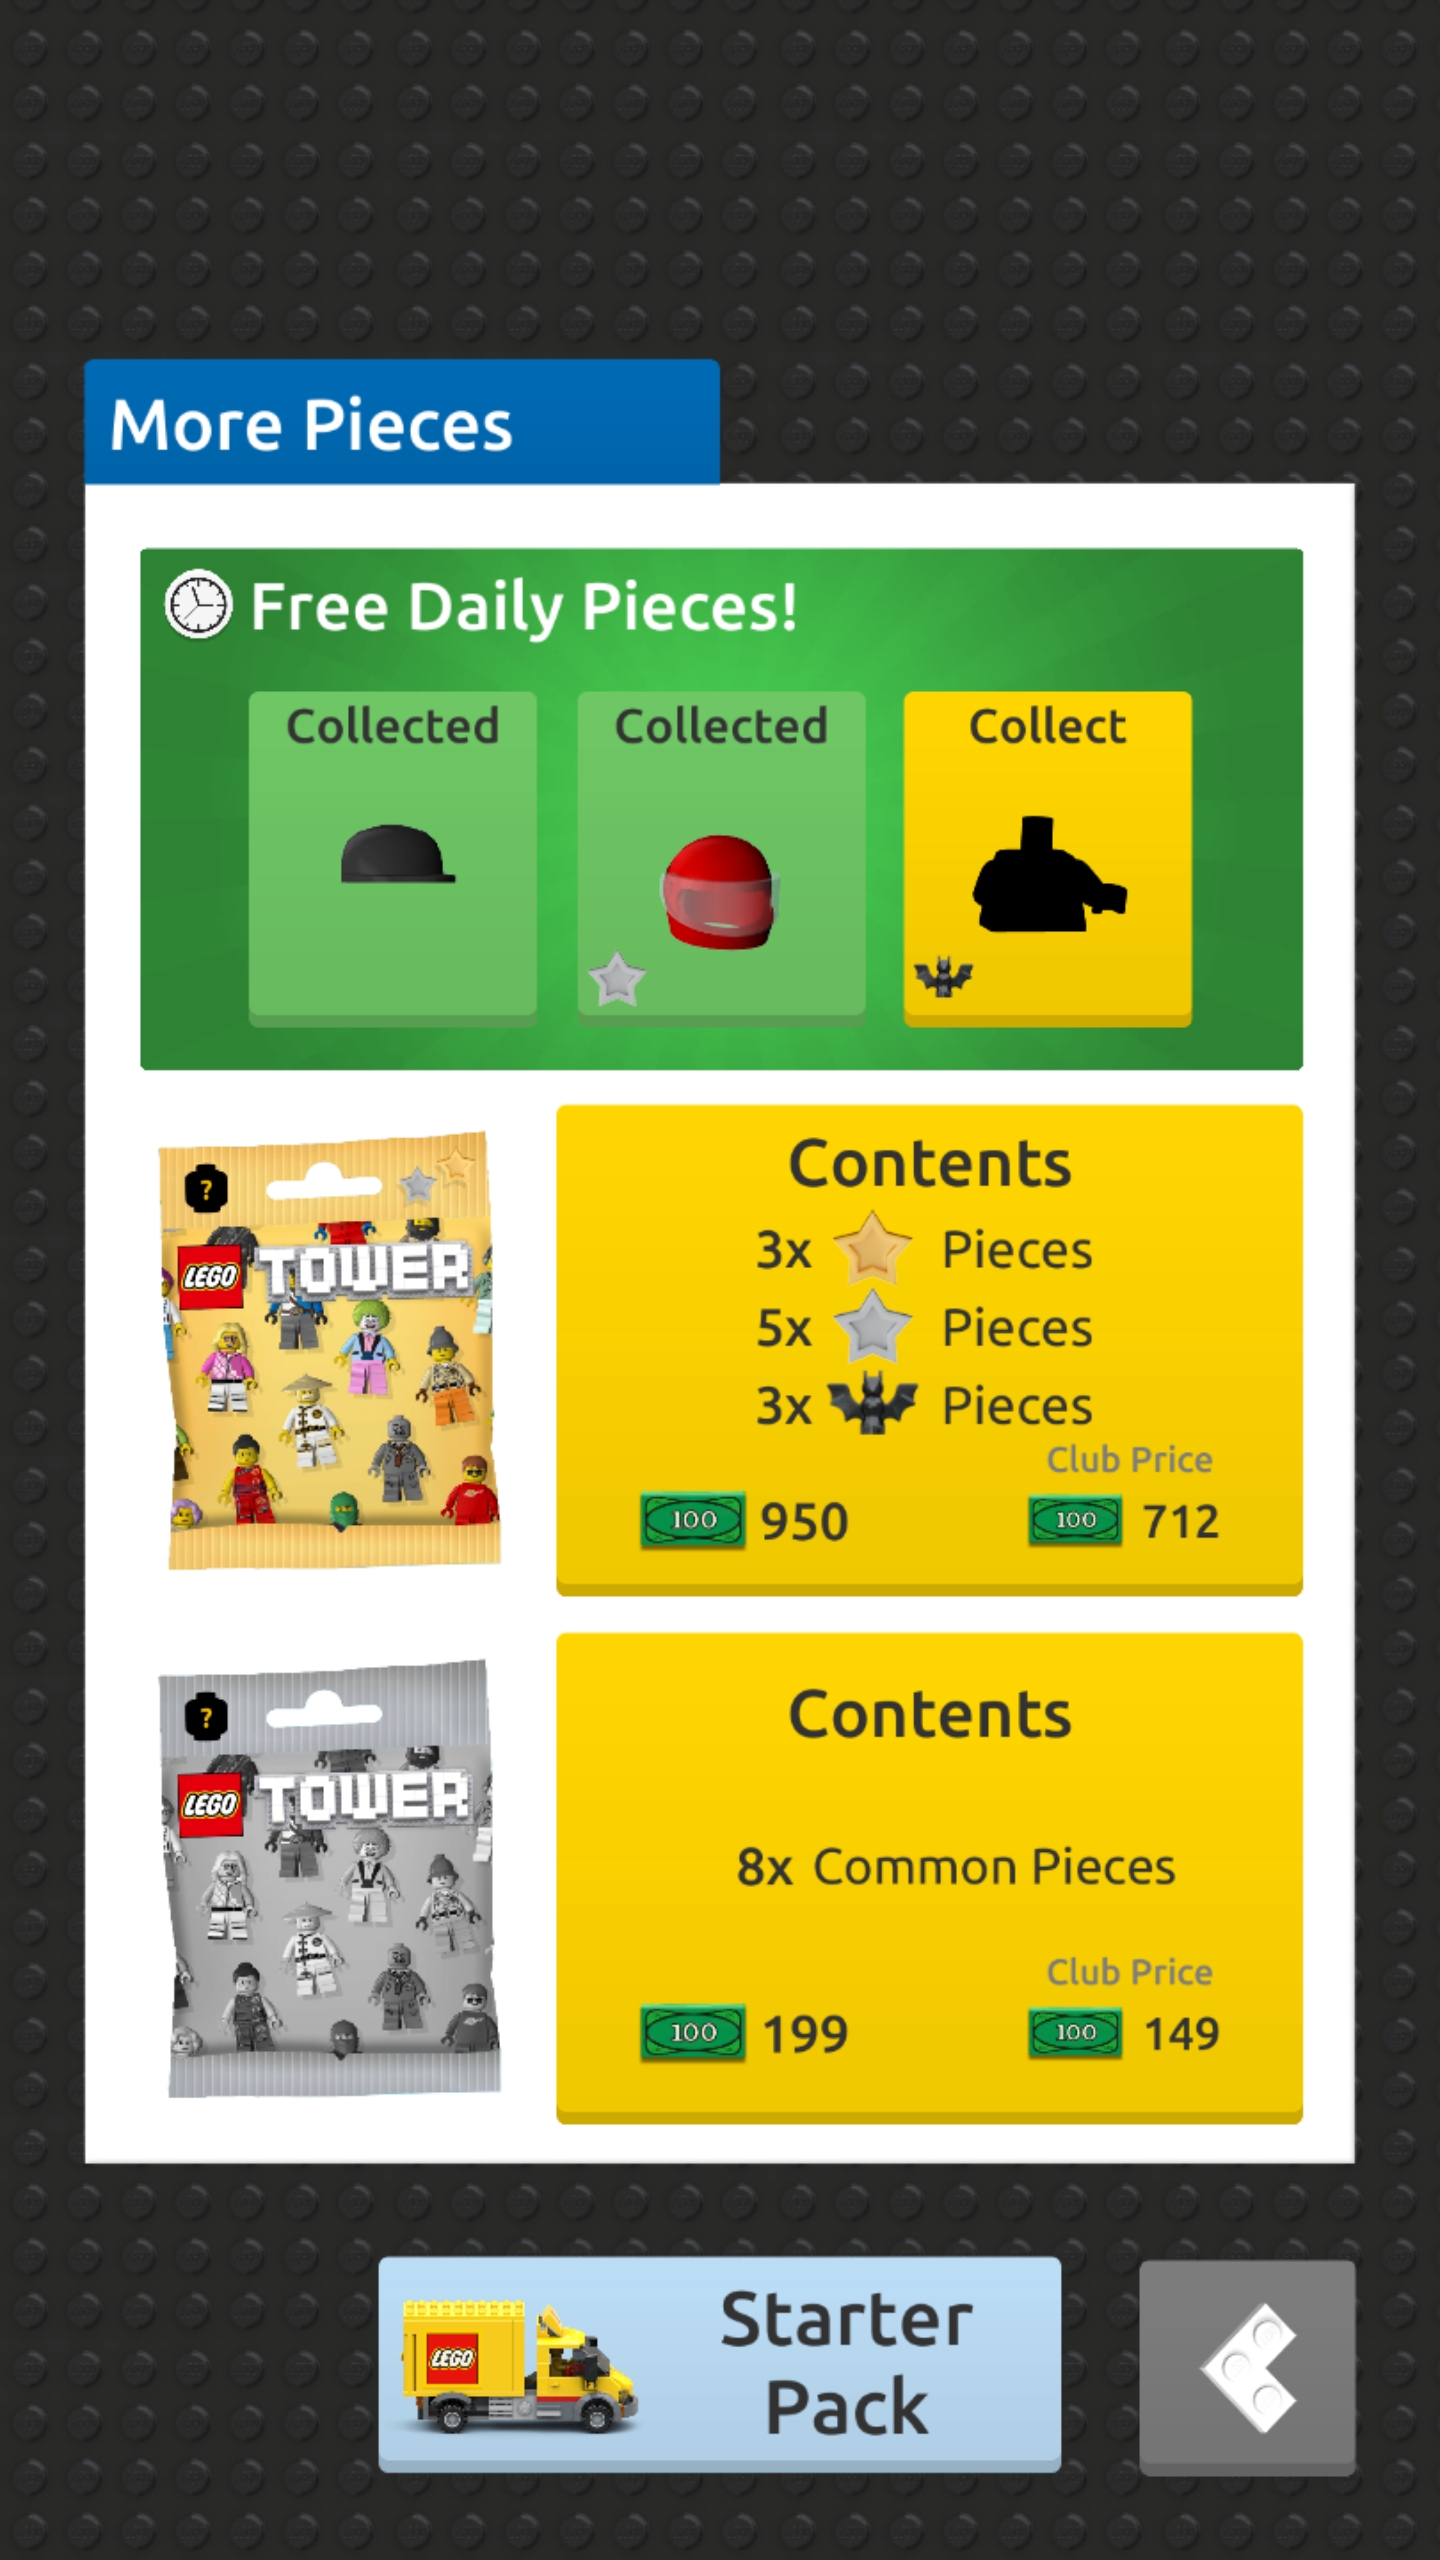 More Pieces
Free Daily Pieces!
Collected
Collected
Collect
?
LEGO TOWER
Contents
3x Pieces
5x Pieces
3x Pieces
Club Price
100 950
100 712
?
LEGO TOWER
Contents
8x Common Pieces
Club Price
100 199
100 149
LEGO
Starter
Pack